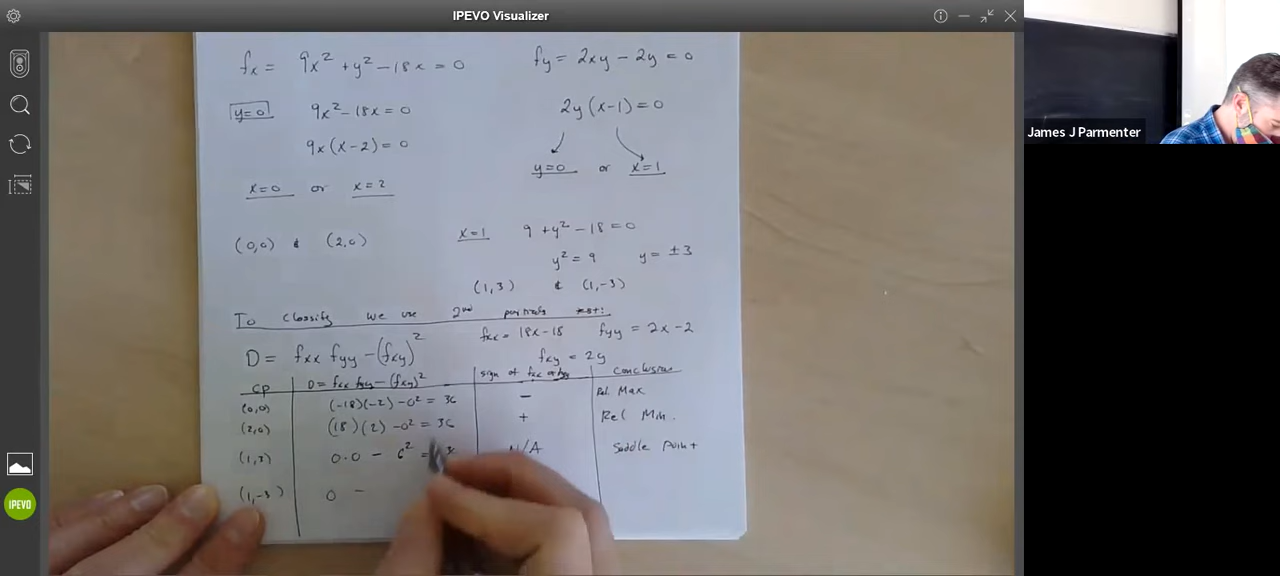 IPEVO Visualizer
James J Parmenter
fx = 9x² + y² − 18x = 0
fy = 2xy − 2y = 0
y=0
9x² − 18x = 0
2y(x−1) = 0
9x(x−2) = 0
y=0 or x=1
x=0 or x=2
x=1 9 + y² − 18 = 0
(0,0) & (2,0)
y² = 9 y = ±3
(1,3) & (1,−3)
To classify we use 2nd partials test:
fxx = 18x−18 fyy = 2x−2
D = fxx fyy − (fxy)²
fxy = 2y
CP D = fxx fyy − (fxy)² sign of fxx or fyy Conclusion
(0,0) (−18)(−2) − 0² = 36 − Rel. Max
(2,0) (18)(2) − 0² = 36 + Rel Min.
(1,3) 0·0 − 6² = N/A Saddle Point
(1,−3) 0 −
IPEVO